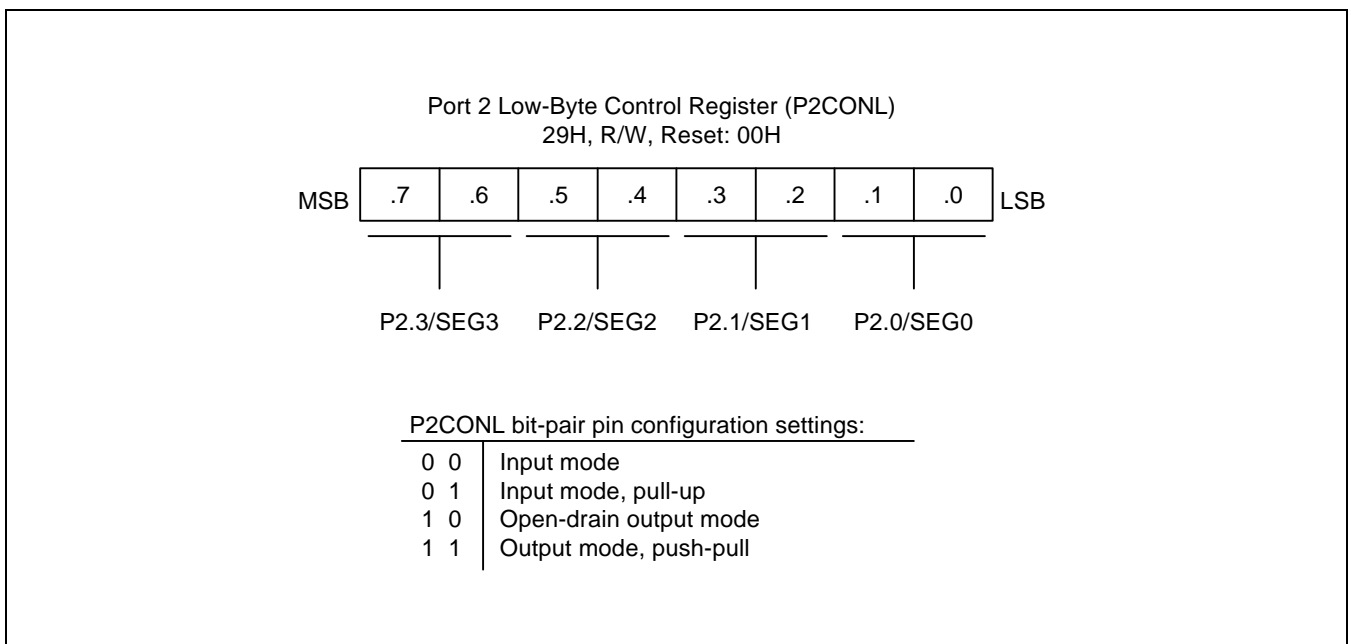 Port 2 Low-Byte Control Register (P2CONL)
29H, R/W, Reset: 00H
MSB .7 .6 .5 .4 .3 .2 .1 .0 LSB
P2.3/SEG3 P2.2/SEG2 P2.1/SEG1 P2.0/SEG0
P2CONL bit-pair pin configuration settings:
0 0 Input mode
0 1 Input mode, pull-up
1 0 Open-drain output mode
1 1 Output mode, push-pull